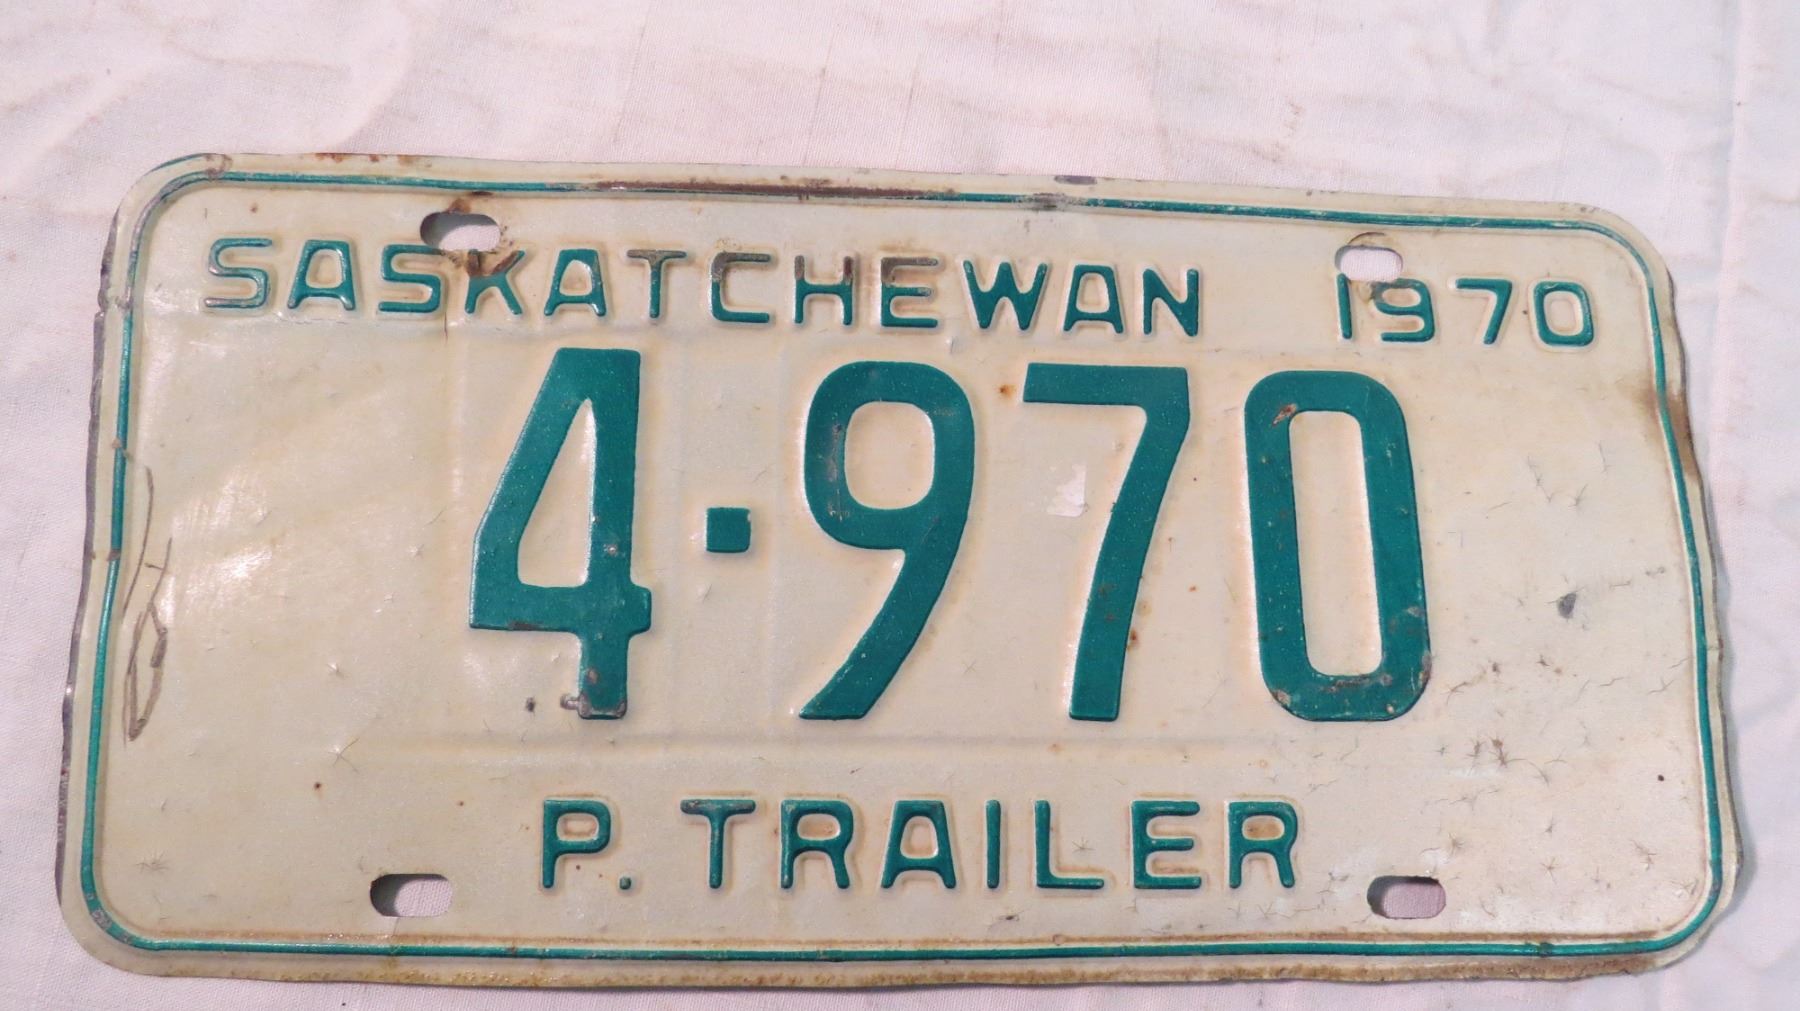 SASKATCHEWAN 1970
4-970
P. TRAILER